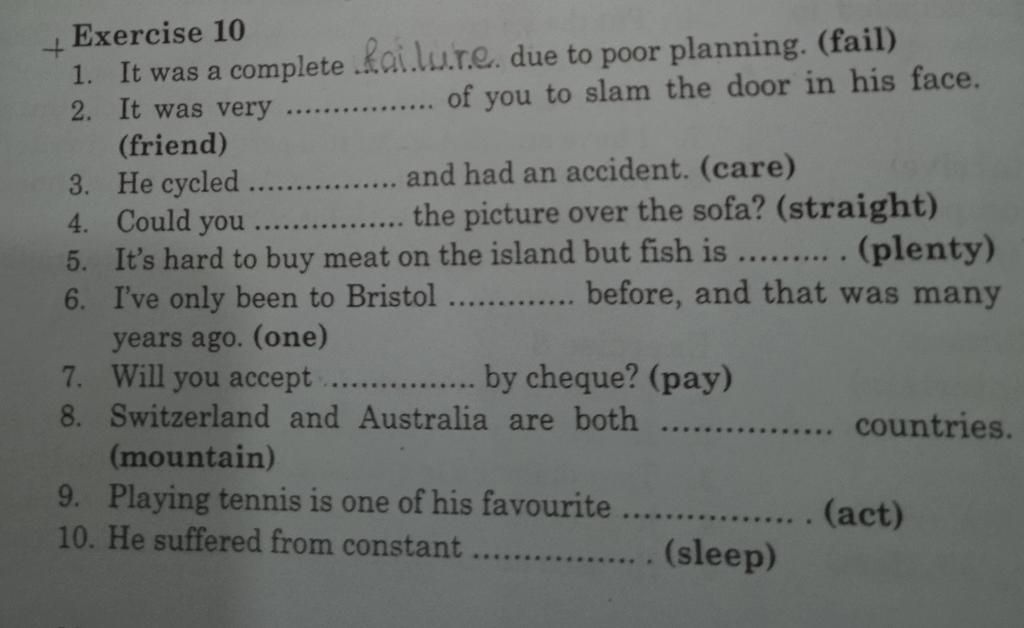 + Exercise 10
1. It was a complete ..failure. due to poor planning. (fail)
2. It was very ................ of you to slam the door in his face.
(friend)
3. He cycled ................ and had an accident. (care)
4. Could you ................ the picture over the sofa? (straight)
5. It's hard to buy meat on the island but fish is .......... . (plenty)
6. I've only been to Bristol ............. before, and that was many
years ago. (one)
7. Will you accept ................ by cheque? (pay)
8. Switzerland and Australia are both .................. countries.
(mountain)
9. Playing tennis is one of his favourite .................. . (act)
10. He suffered from constant .................. . (sleep)